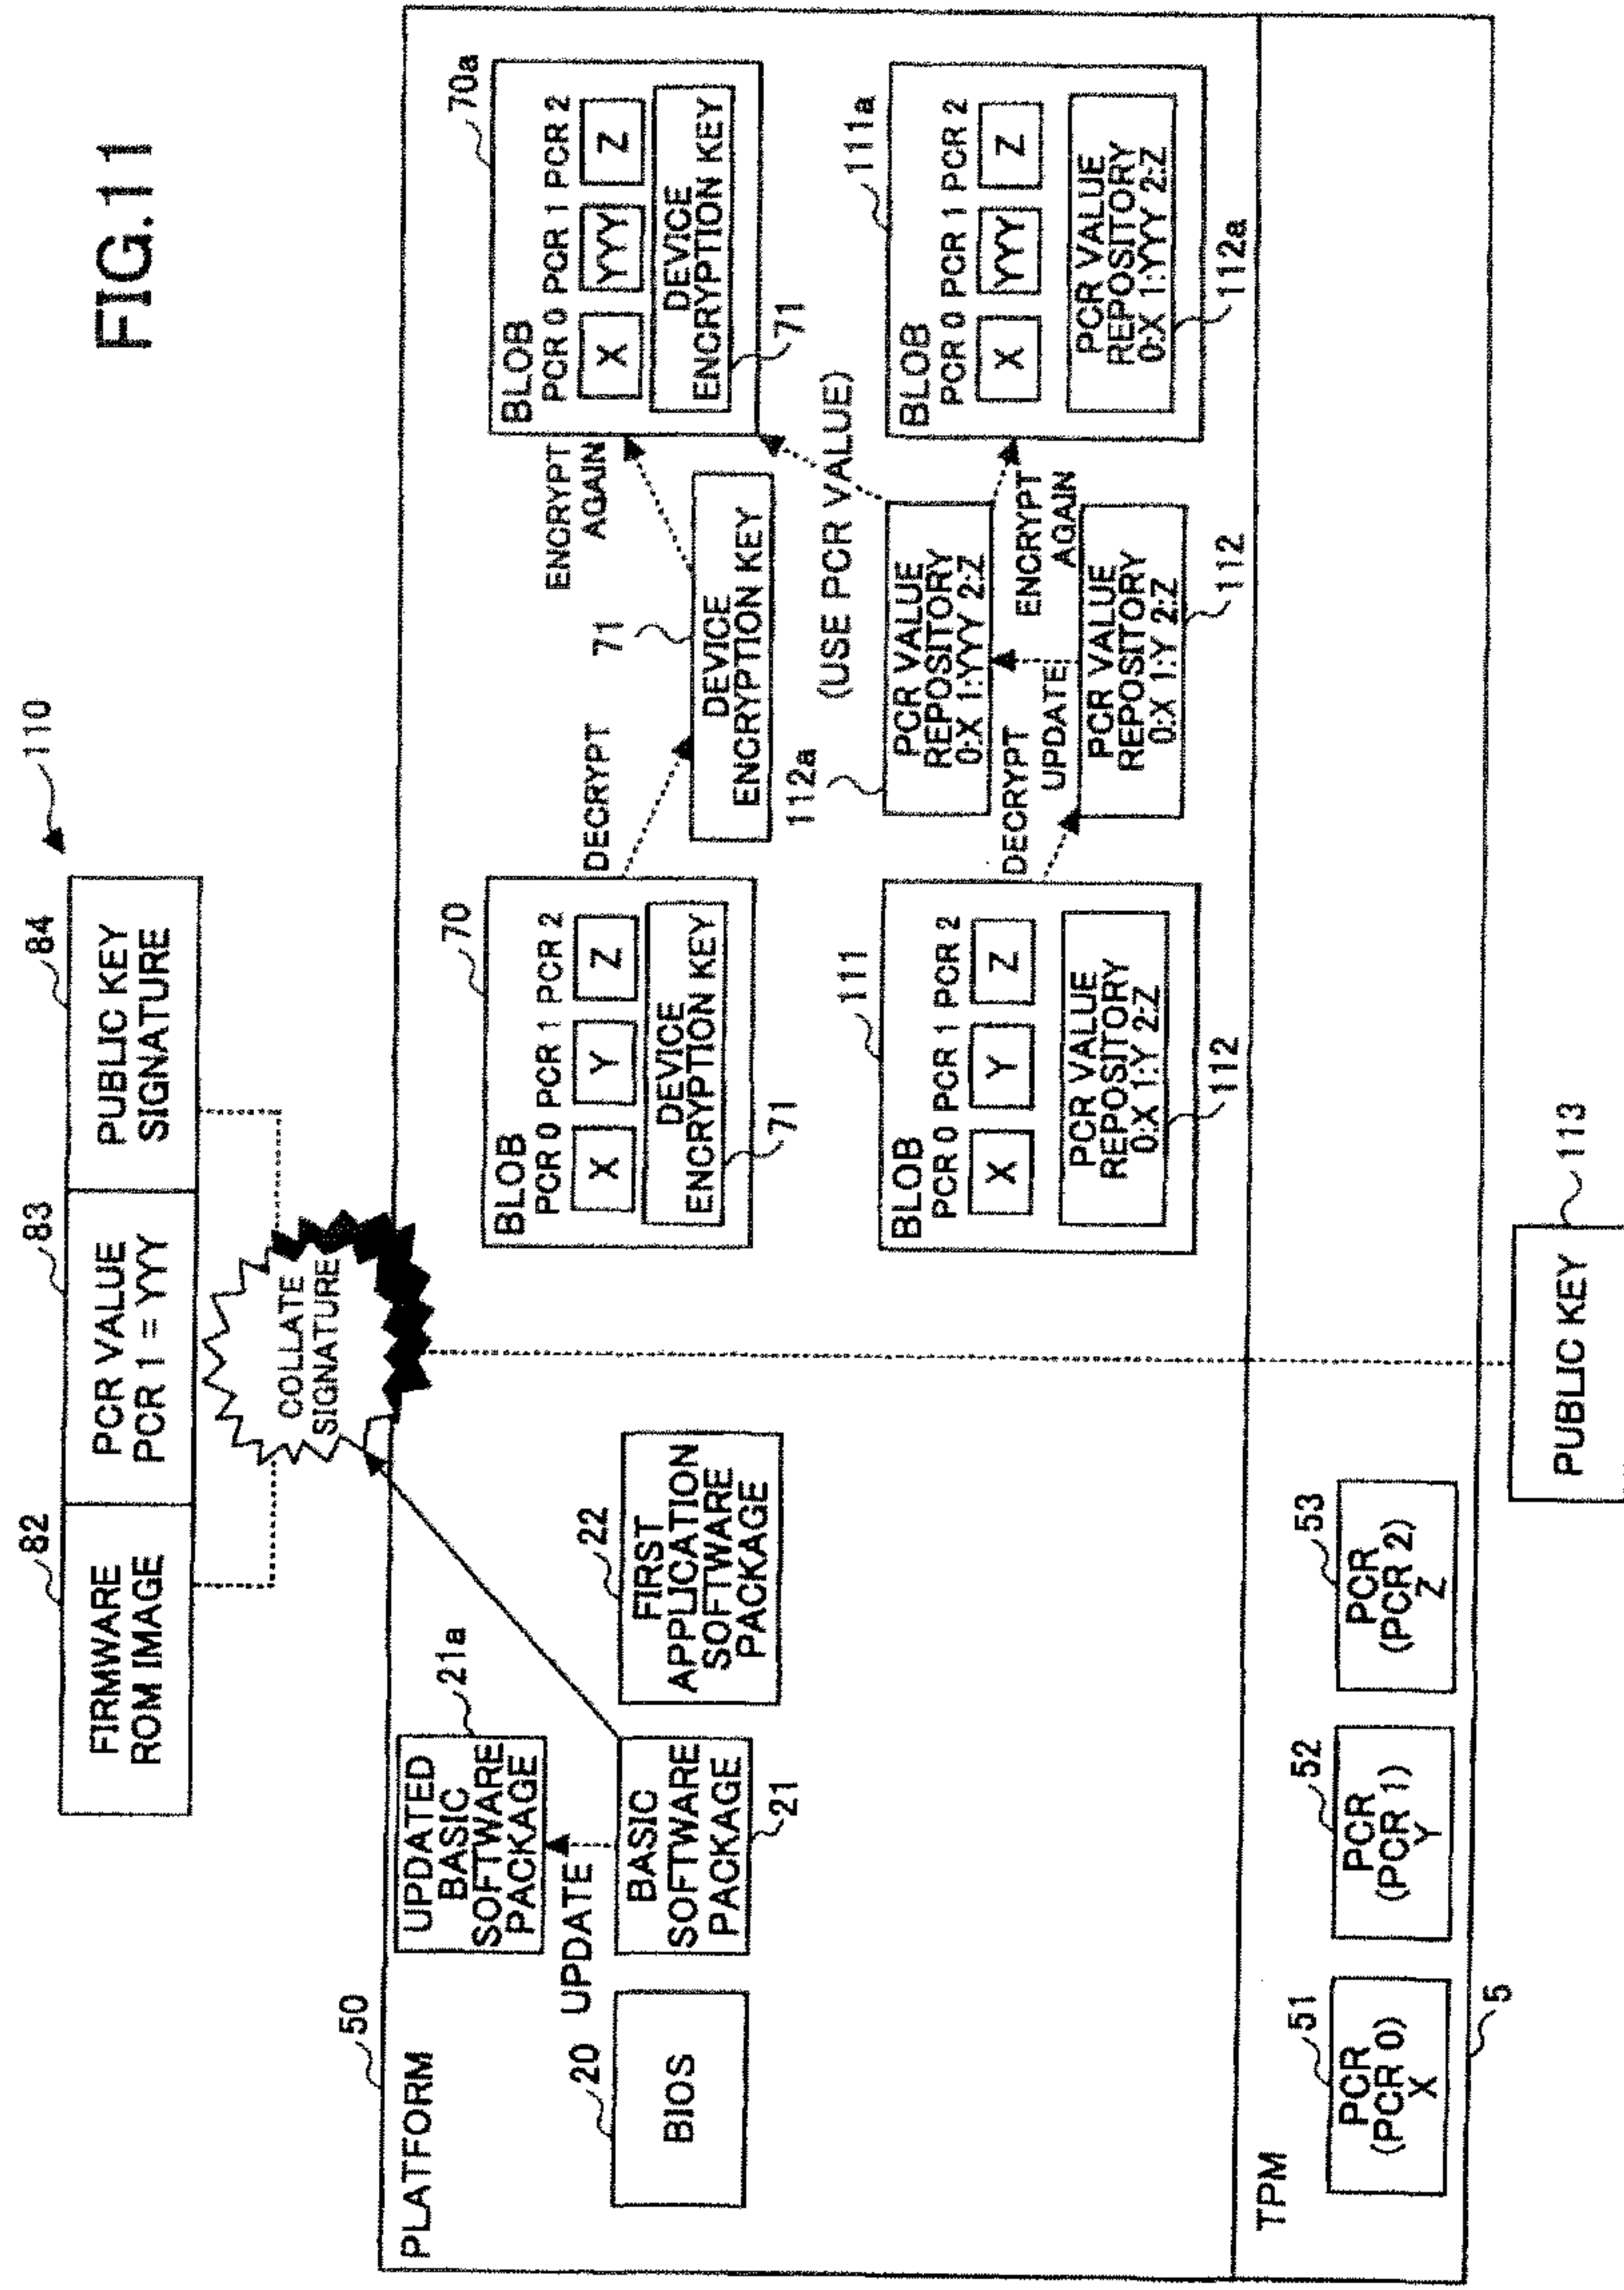 FIG.11
110
82
83
84
FIRMWARE
ROM IMAGE
PCR VALUE
PCR 1 = YYY
PUBLIC KEY
SIGNATURE
COLLATE
SIGNATURE
50
PLATFORM
20
BIOS
UPDATE
21a
UPDATED
BASIC
SOFTWARE
PACKAGE
BASIC
SOFTWARE
PACKAGE
21
22
FIRST
APPLICATION
SOFTWARE
PACKAGE
70
BLOB
PCR 0 PCR 1 PCR 2
X
Y
Z
DEVICE
ENCRYPTION KEY
71
DECRYPT
71
DEVICE
ENCRYPTION KEY
ENCRYPT
AGAIN
70a
BLOB
PCR 0 PCR 1 PCR 2
X
YYY
Z
DEVICE
ENCRYPTION KEY
71
(USE PCR VALUE)
111
BLOB
PCR 0 PCR 1 PCR 2
X
Y
Z
PCR VALUE
REPOSITORY
0:X 1:Y 2:Z
112
DECRYPT
112a
PCR VALUE
REPOSITORY
0:X 1:YYY 2:Z
UPDATE
ENCRYPT
AGAIN
PCR VALUE
REPOSITORY
0:X 1:Y 2:Z
112
111a
BLOB
PCR 0 PCR 1 PCR 2
X
YYY
Z
PCR VALUE
REPOSITORY
0:X 1:YYY 2:Z
112a
TPM
51
PCR
(PCR 0)
X
52
PCR
(PCR 1)
Y
53
PCR
(PCR 2)
Z
5
PUBLIC KEY
113